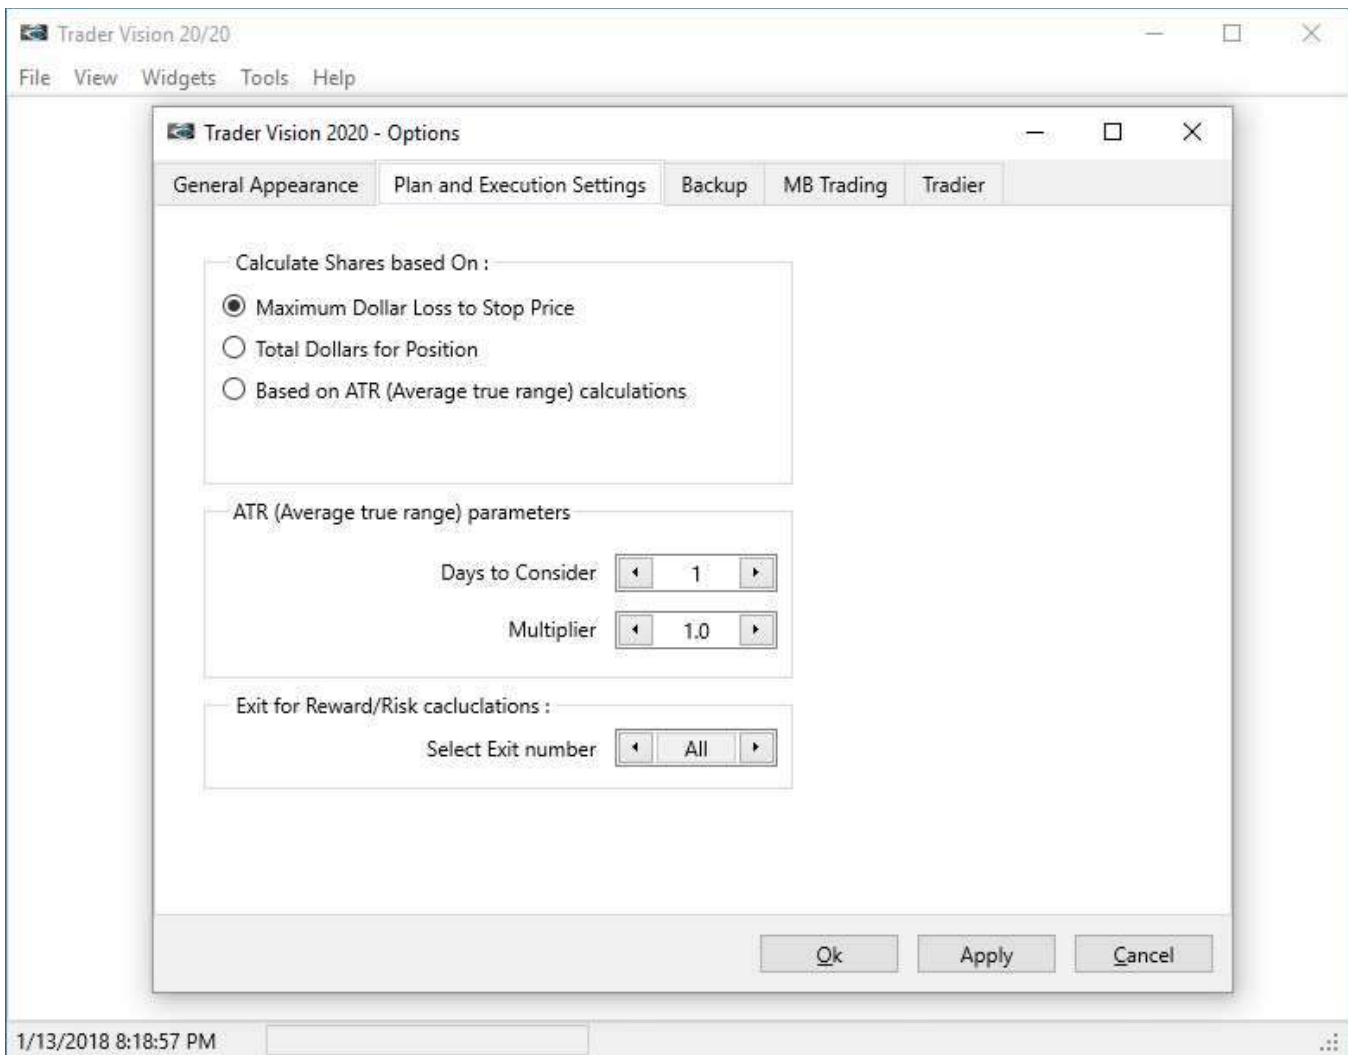 Trader Vision 20/20
File View Widgets Tools Help
Trader Vision 2020 - Options
General Appearance Plan and Execution Settings Backup MB Trading Tradier
Calculate Shares based On :
Maximum Dollar Loss to Stop Price
Total Dollars for Position
Based on ATR (Average true range) calculations
ATR (Average true range) parameters
Days to Consider 1
Multiplier 1.0
Exit for Reward/Risk cacluclations :
Select Exit number All
Ok Apply Cancel
1/13/2018 8:18:57 PM